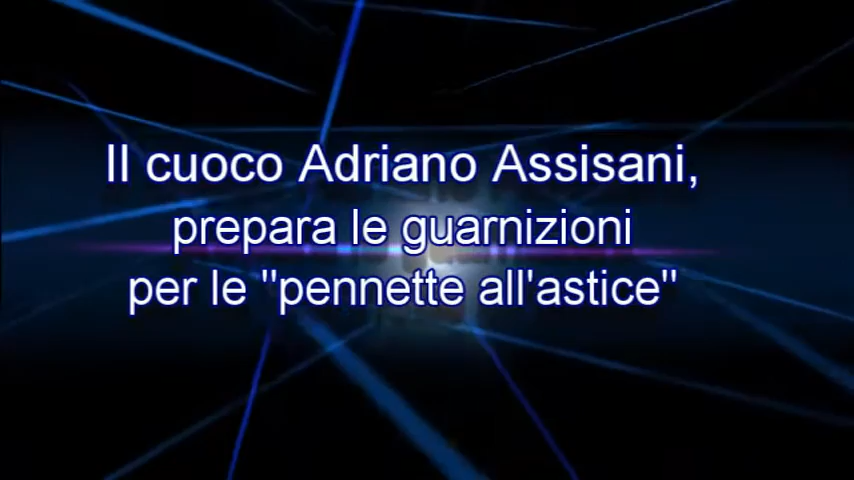 Il cuoco Adriano Assisani,
prepara le guarnizioni
per le "pennette all'astice"